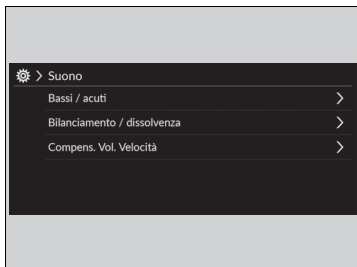 > Suono
Bassi / acuti >
Bilanciamento / dissolvenza >
Compens. Vol. Velocità >